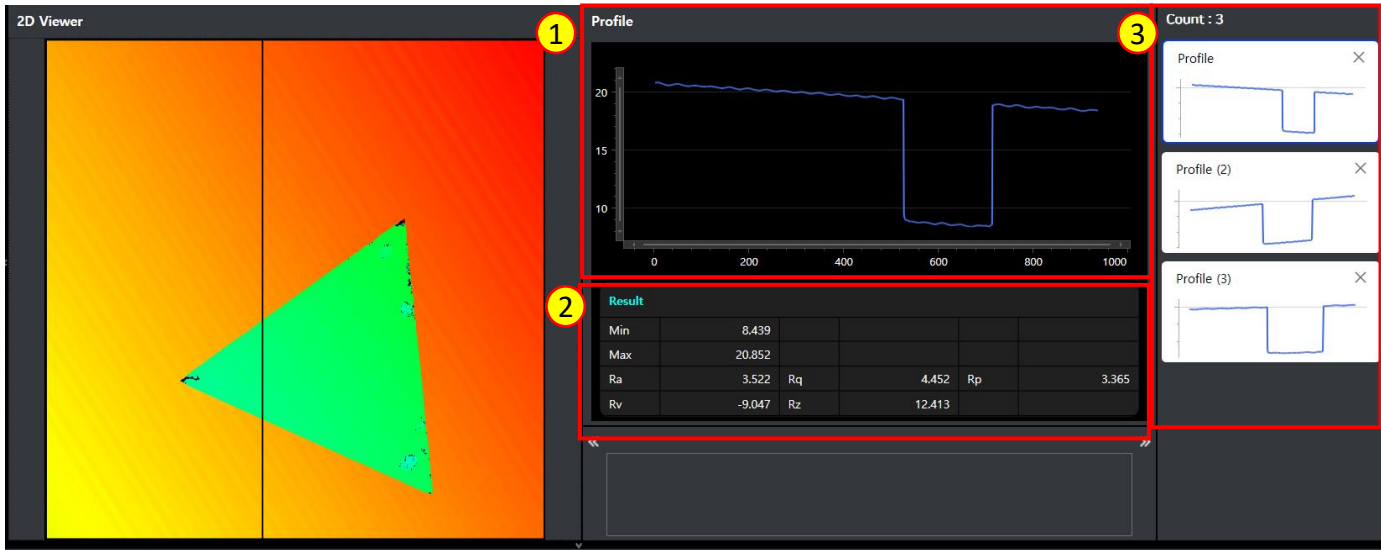 2D Viewer
1
Profile
20
15
10
0 200 400 600 800 1000
2
Result
Min 8.439
Max 20.852
Ra 3.522 Rq 4.452 Rp 3.365
Rv -9.047 Rz 12.413
3
Count : 3
Profile
Profile (2)
Profile (3)